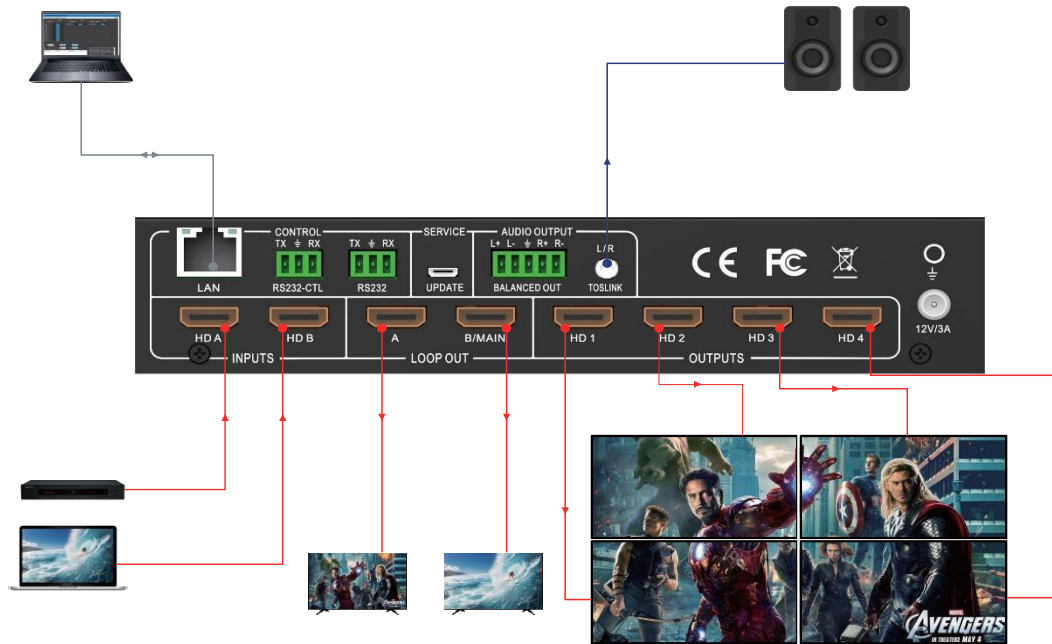 CONTROL
SERVICE
AUDIO OUTPUT
TX RX
TX RX
L+ L- R+ R-
L/R
CE FC
LAN
RS232-CTL
RS232
UPDATE
BALANCED OUT
TOSLINK
12V/3A
HD A
HD B
A
B/MAIN
HD 1
HD 2
HD 3
HD 4
INPUTS
LOOP OUT
OUTPUTS
MARVEL
AVENGERS
IN THEATERS MAY 4
AVENGERS